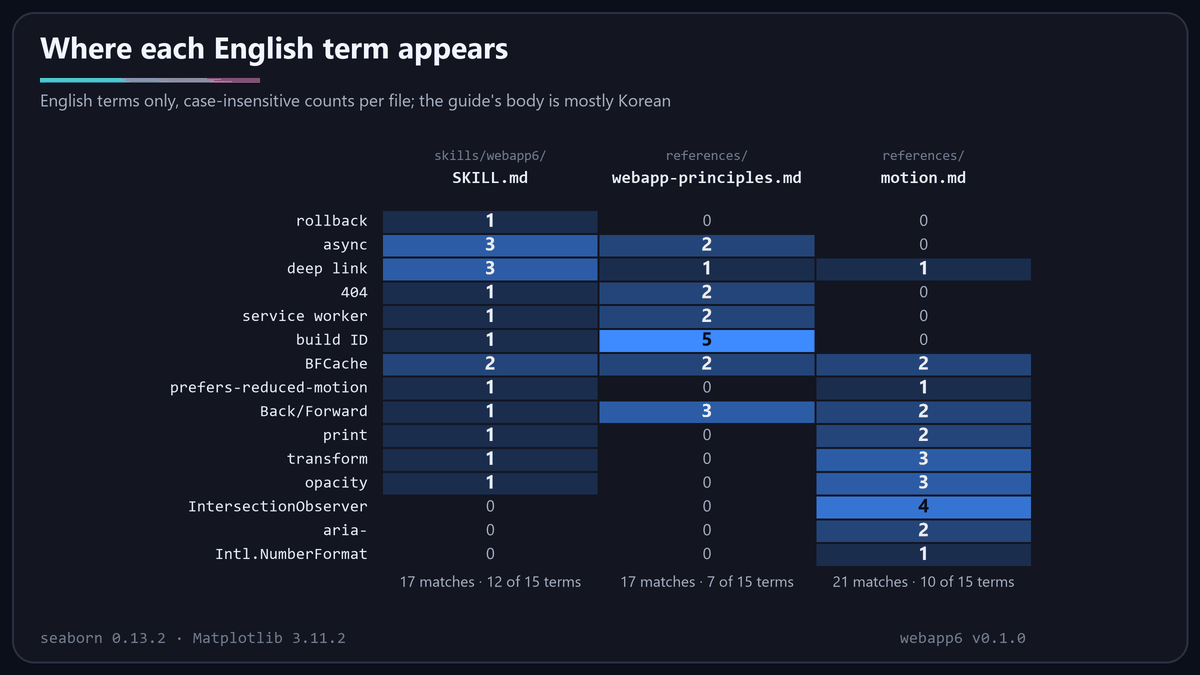 Where each English term appears
English terms only, case-insensitive counts per file; the guide's body is mostly Korean
skills/webapp6/ references/ references/
SKILL.md webapp-principles.md motion.md
rollback 1 0 0
async 3 2 0
deep link 3 1 1
404 1 2 0
service worker 1 2 0
build ID 1 5 0
BFCache 2 2 2
prefers-reduced-motion 1 0 1
Back/Forward 1 3 2
print 1 0 2
transform 1 0 3
opacity 1 0 3
IntersectionObserver 0 0 4
aria- 0 0 2
Intl.NumberFormat 0 0 1
17 matches · 12 of 15 terms 17 matches · 7 of 15 terms 21 matches · 10 of 15 terms
seaborn 0.13.2 · Matplotlib 3.11.2 webapp6 v0.1.0